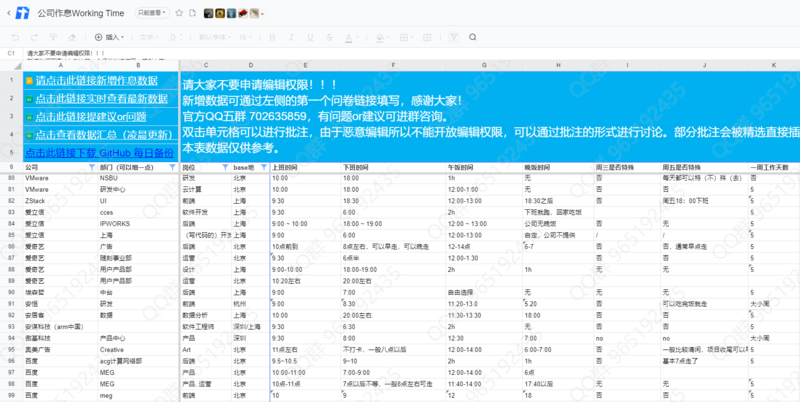 公司作息Working Time 只能查看
插入 常规 默认字体 10
C1 请大家不要申请编辑权限！！！
A B C D E F G H I J K
1 请点击此链接新增作息数据
2 点击此链接实时查看最新数据
3 点击此链接提建议or问题
4 点击查看数据汇总（凌晨更新）
5 点击此链接下载 GitHub 每日备份
请大家不要申请编辑权限！！！
新增数据可通过左侧的第一个问卷链接填写，感谢大家！
官方QQ五群 702635859，有问题or建议可进群咨询。
双击单元格可以进行批注，由于恶意编辑所以不能开放编辑权限，可以通过批注的形式进行讨论。部分批注会被精选直接插
本表数据仅供参考。
6 公司 部门（可以细一点） 岗位 base地 上班时间 下班时间 午饭时间 晚饭时间 周三是否特殊 周五是否特殊 一周工作天数
80 VMware NSBU 研发 北京 10:00 18:00 1h 无 否 每天都可以特（不）殊（去） 否
81 VMware 研发中心 云计算 北京 10:00 18:00 12:00-1:00 无 否 否 5
82 ZStack UI 前端 上海 9:30 18:30 12:00-13:00 18:30之后 否 周五18：00下班 5
83 爱立信 cces 软件开发 上海 9:30 6:00 2h 下班就跑，回家吃饭 否 否 5
84 爱立信 IPWORKS 后端 上海 9:00 ~ 10:00 18:00 ~ 19:00 12:00 ~ 13:00 公司无晚饭 否 无 5
85 爱立信 上海 （写代码的）开发 上海 9:00 6:00 12:00-13:00 自定，公司不提供 / / 5
86 爱奇艺 广告 后端 北京 10点前到 8点左右，可以早走，可以晚走 12-14点 6-7 否 否，通常早点走 5
87 爱奇艺 随刻事业部 运营 北京 9.30 6点半 12:00-1.30 否 否 5
88 爱奇艺 用户产品部 设计 上海 9:00-10:00 18:00-19:00 2h 1h 无 无 5
89 爱奇艺 用户产品部 运营 北京 10:20左右 20:00左右
90 埃森哲 中台 后端 上海 9:00 7:00 自由选择 无 无 无 5
91 安恒 研发 前端 杭州 9.00 8.30 11.20-13.0 5.20 否 可以吃完饭就走 大小周
92 安居客 数据 数据分析 上海 10:00 20:00左右 11:30-13:30 18:00 否 否 5
93 安谋科技（arm中国） 软件工程师 深圳/上海 9:30 6:30 2h 无 否 否 5
94 傲基科技 产品中心 产品 深圳 9:30 8:00 12:30 7:00 no no 大小周
95 奥美广告 Creative Art 北京 11点左右 不打卡，一般八点以后 12:00-14:00 6:00-7:00 否 一般比较清闲，项目收尾可以早 5
96 百度 acg计算网络部 后端 北京 9.5~10.5 9~10 2h 1h 否 基本7点走了 5
97 百度 MEG 产品 北京 10:00-11:00 7:00-9:00 12:00-14:00 6点 5
98 百度 MEG 产品, 运营 北京 10点-11点 7点以后不等，一般8点左右可走 11:40-14:00 17:40以后 无 无 5
99 百度 meg 前端 北京 10 9 12 18 否 否 5
QQ群 965192435